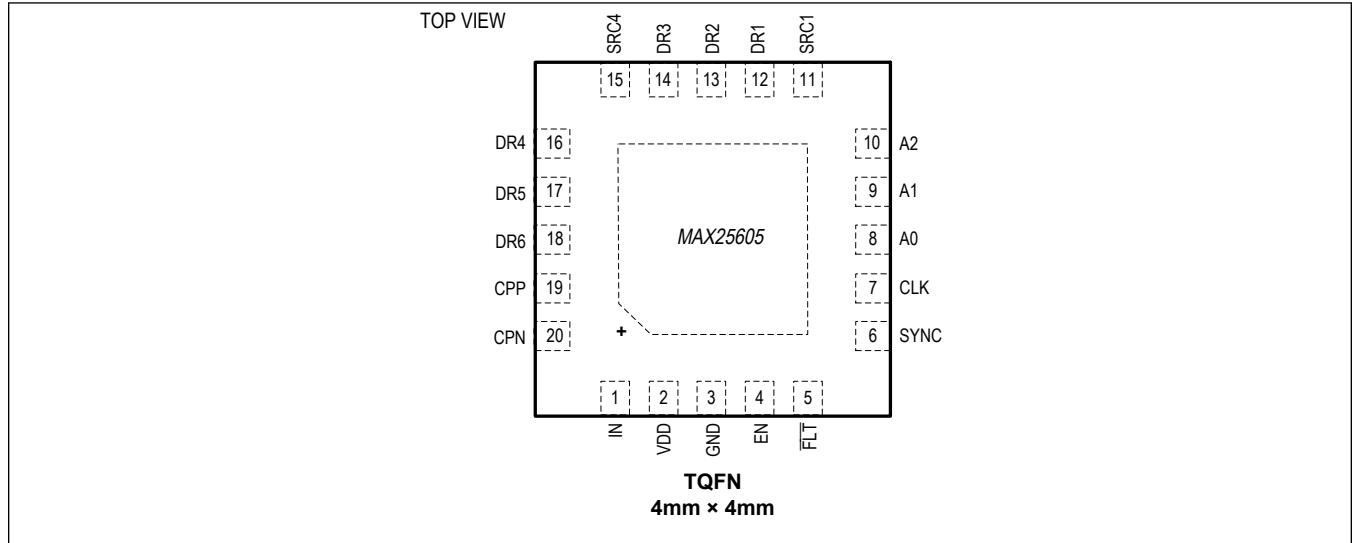 TOP VIEW
SRC4 DR3 DR2 DR1 SRC1
15 14 13 12 11
DR4 16 10 A2
DR5 17 9 A1
DR6 18 MAX25605 8 A0
CPP 19 7 CLK
CPN 20 + 6 SYNC
1 2 3 4 5
IN VDD GND EN FLT
TQFN
4mm × 4mm